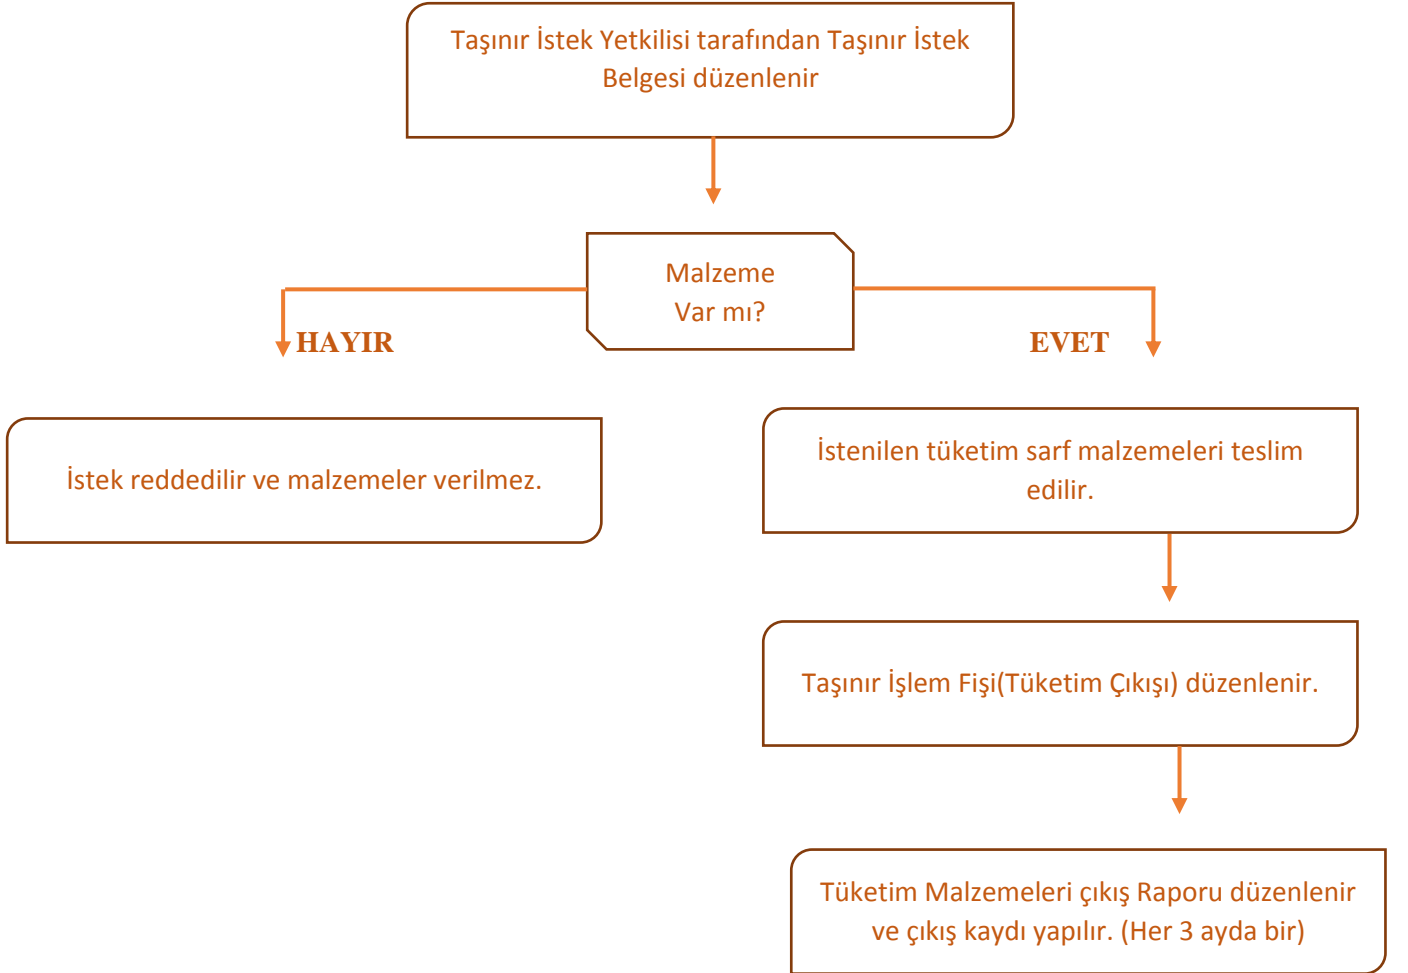 Taşınır İstek Yetkilisi tarafından Taşınır İstek
Belgesi düzenlenir
Malzeme
Var mı?
HAYIR
EVET
İstek reddedilir ve malzemeler verilmez.
İstenilen tüketim sarf malzemeleri teslim
edilir.
Taşınır İşlem Fişi(Tüketim Çıkışı) düzenlenir.
Tüketim Malzemeleri çıkış Raporu düzenlenir
ve çıkış kaydı yapılır. (Her 3 ayda bir)